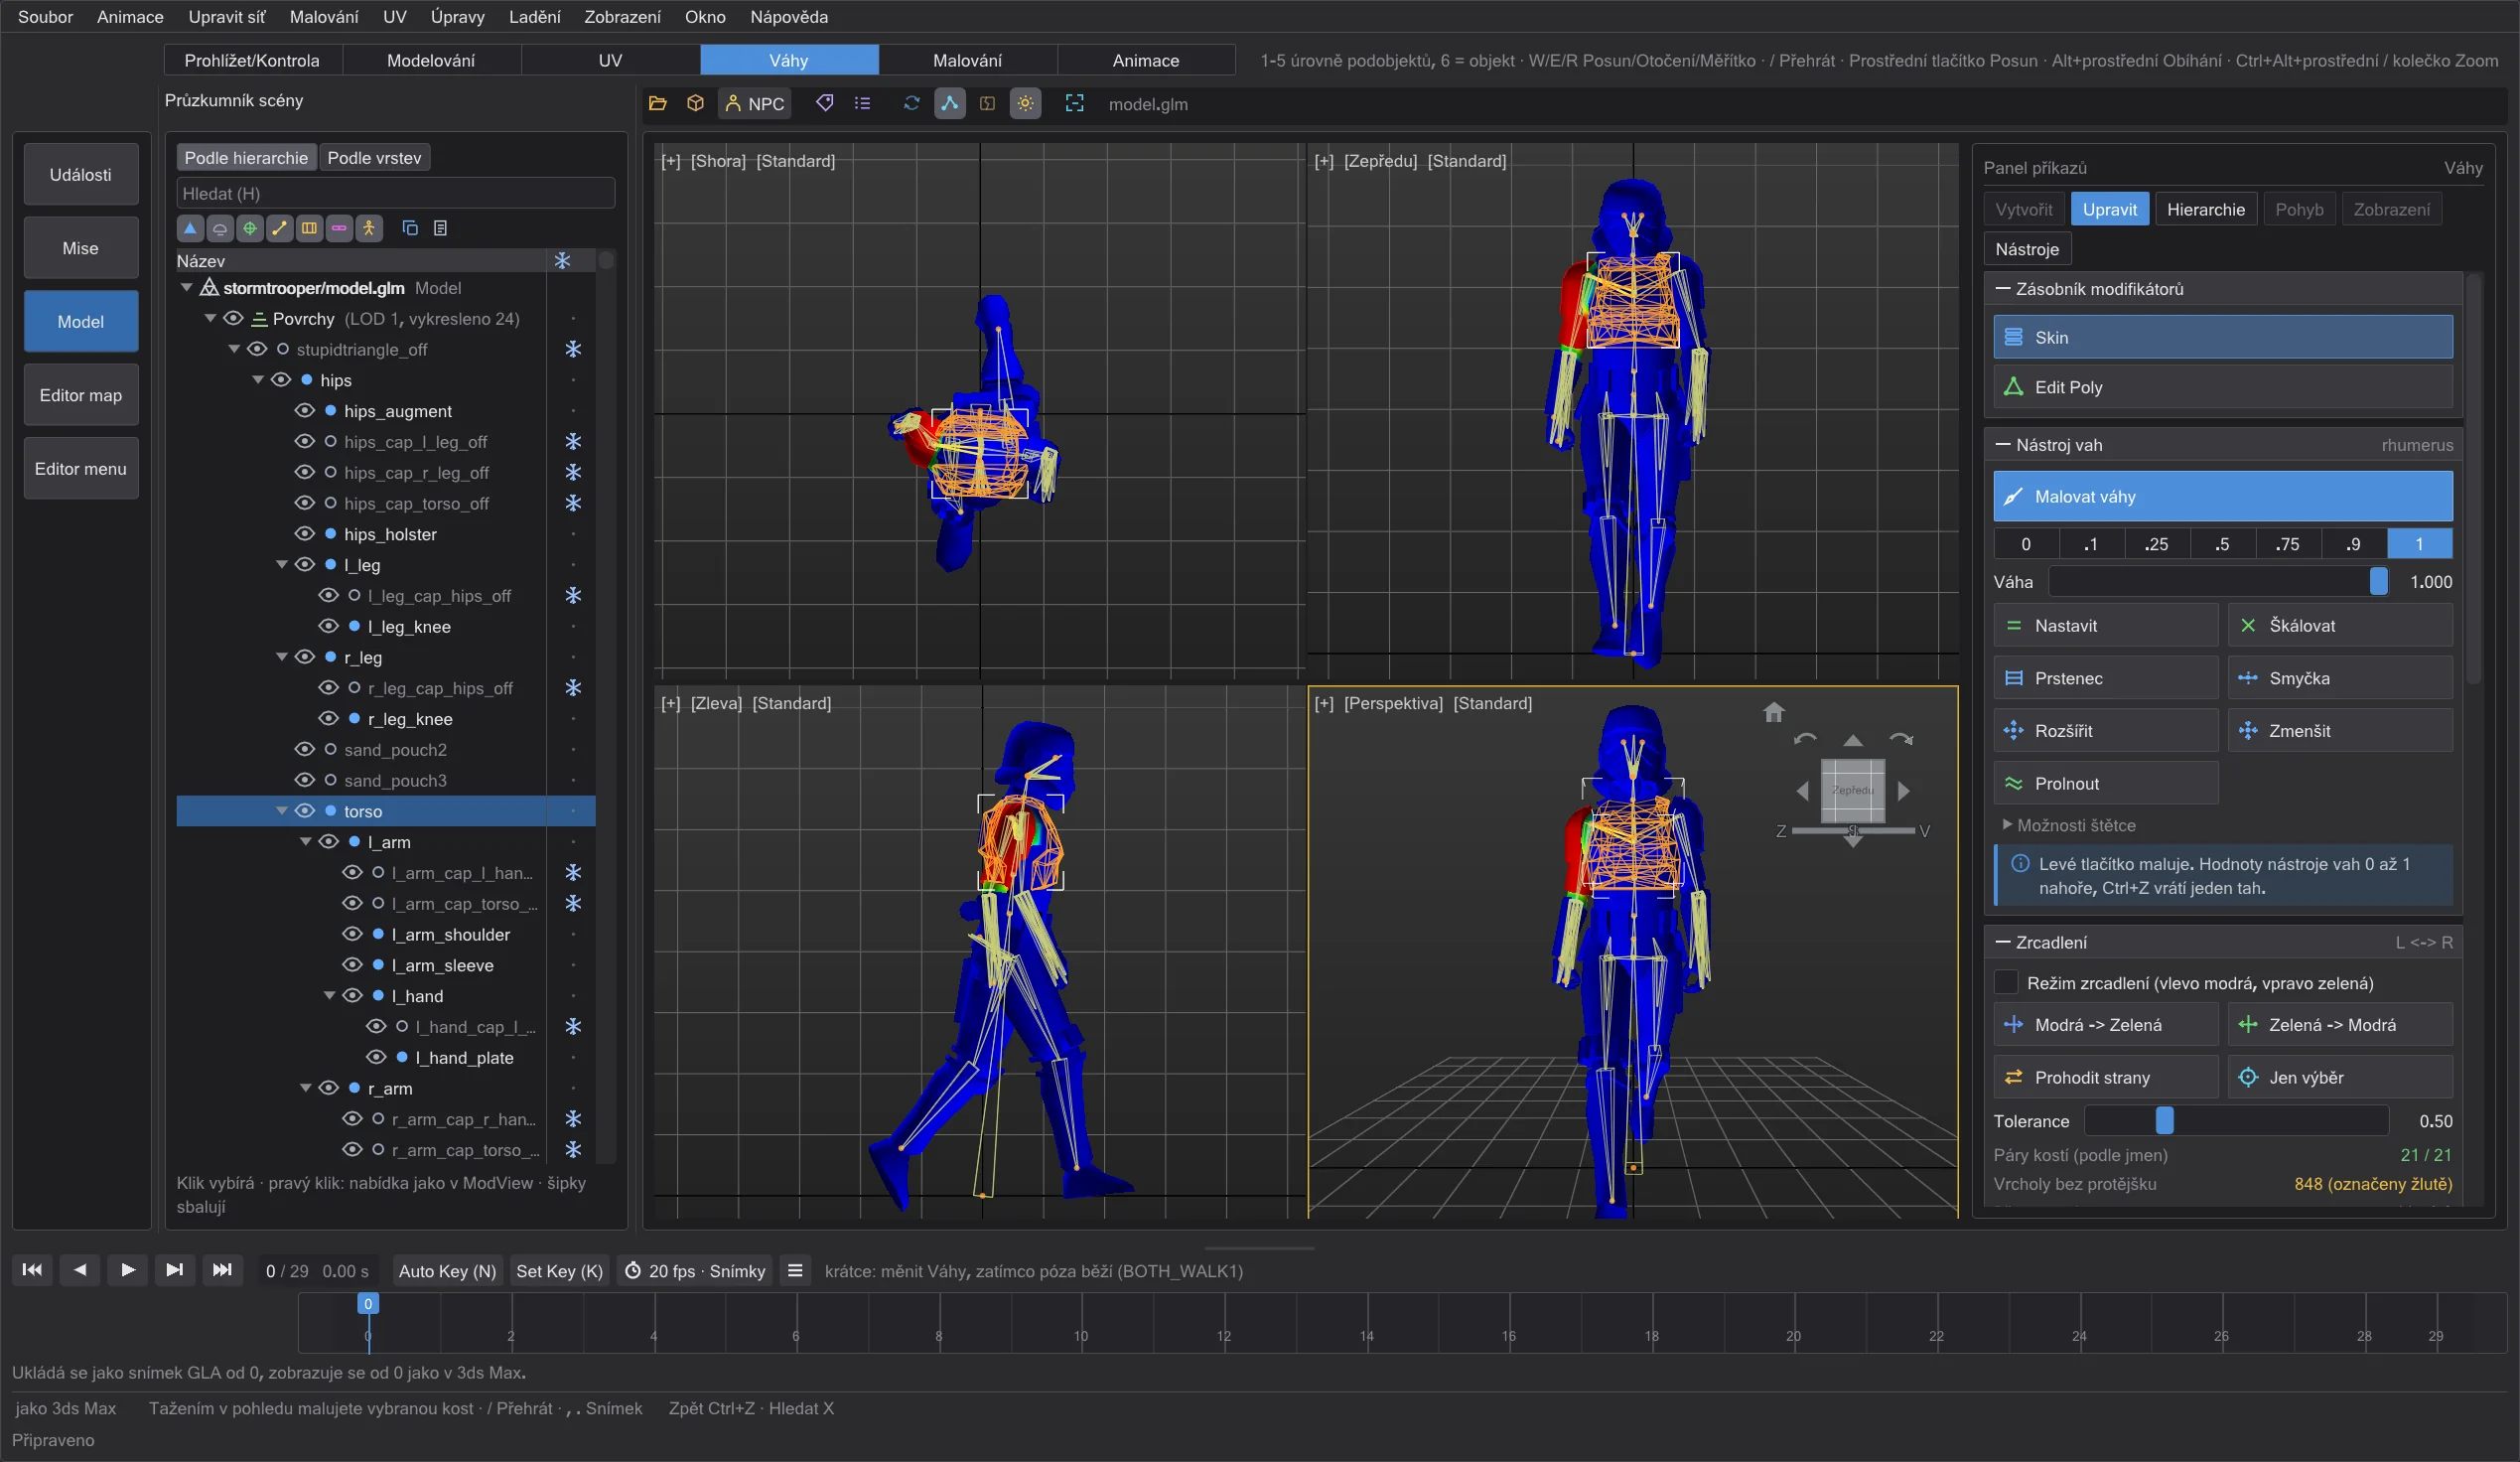 Soubor Animace Upravit síť Malování UV Úpravy Ladění Zobrazení Okno Nápověda
Prohlížet/Kontrola Modelování UV Váhy Malování Animace 1-5 úrovně podobjektů, 6 = objekt · W/E/R Posun/Otočení/Měřítko · / Přehrát · Prostřední tlačítko Posun · Alt+prostřední Obíhání · Ctrl+Alt+prostřední / kolečko Zoom
Průzkumník scény
NPC model.glm
Události
Mise
Model
Editor map
Editor menu
Podle hierarchie Podle vrstev
Hledat (H)
Název
stormtrooper/model.glm Model
Povrchy (LOD 1, vykresleno 24)
stupidtriangle_off
hips
hips_augment
hips_cap_l_leg_off
hips_cap_r_leg_off
hips_cap_torso_off
hips_holster
l_leg
l_leg_cap_hips_off
l_leg_knee
r_leg
r_leg_cap_hips_off
r_leg_knee
sand_pouch2
sand_pouch3
torso
l_arm
l_arm_cap_l_han...
l_arm_cap_torso_...
l_arm_shoulder
l_arm_sleeve
l_hand
l_hand_cap_l_...
l_hand_plate
r_arm
r_arm_cap_r_han...
r_arm_cap_torso_...
Klik vybírá · pravý klik: nabídka jako v ModView · šipky
sbalují
[+] [Shora] [Standard]
[+] [Zepředu] [Standard]
[+] [Zleva] [Standard]
[+] [Perspektiva] [Standard]
Zepředu
Z V
Panel příkazů Váhy
Vytvořit Upravit Hierarchie Pohyb Zobrazení
Nástroje
Zásobník modifikátorů
Skin
Edit Poly
Nástroj vah rhumerus
Malovat váhy
0 .1 .25 .5 .75 .9 1
Váha 1.000
Nastavit Škálovat
Prstenec Smyčka
Rozšířit Zmenšit
Prolnout
Možnosti štětce
Levé tlačítko maluje. Hodnoty nástroje vah 0 až 1
nahoře, Ctrl+Z vrátí jeden tah.
Zrcadlení L <-> R
Režim zrcadlení (vlevo modrá, vpravo zelená)
Modrá -> Zelená Zelená -> Modrá
Prohodit strany Jen výběr
Tolerance 0.50
Páry kostí (podle jmen) 21 / 21
Vrcholy bez protějšku 848 (označeny žlutě)
0 / 29 0.00 s Auto Key (N) Set Key (K) 20 fps · Snímky krátce: měnit Váhy, zatímco póza běží (BOTH_WALK1)
0
0 2 4 6 8 10 12 14 16 18 20 22 24 26 28 29
Ukládá se jako snímek GLA od 0, zobrazuje se od 0 jako v 3ds Max.
jako 3ds Max Tažením v pohledu malujete vybranou kost · / Přehrát · , . Snímek Zpět Ctrl+Z · Hledat X
Připraveno